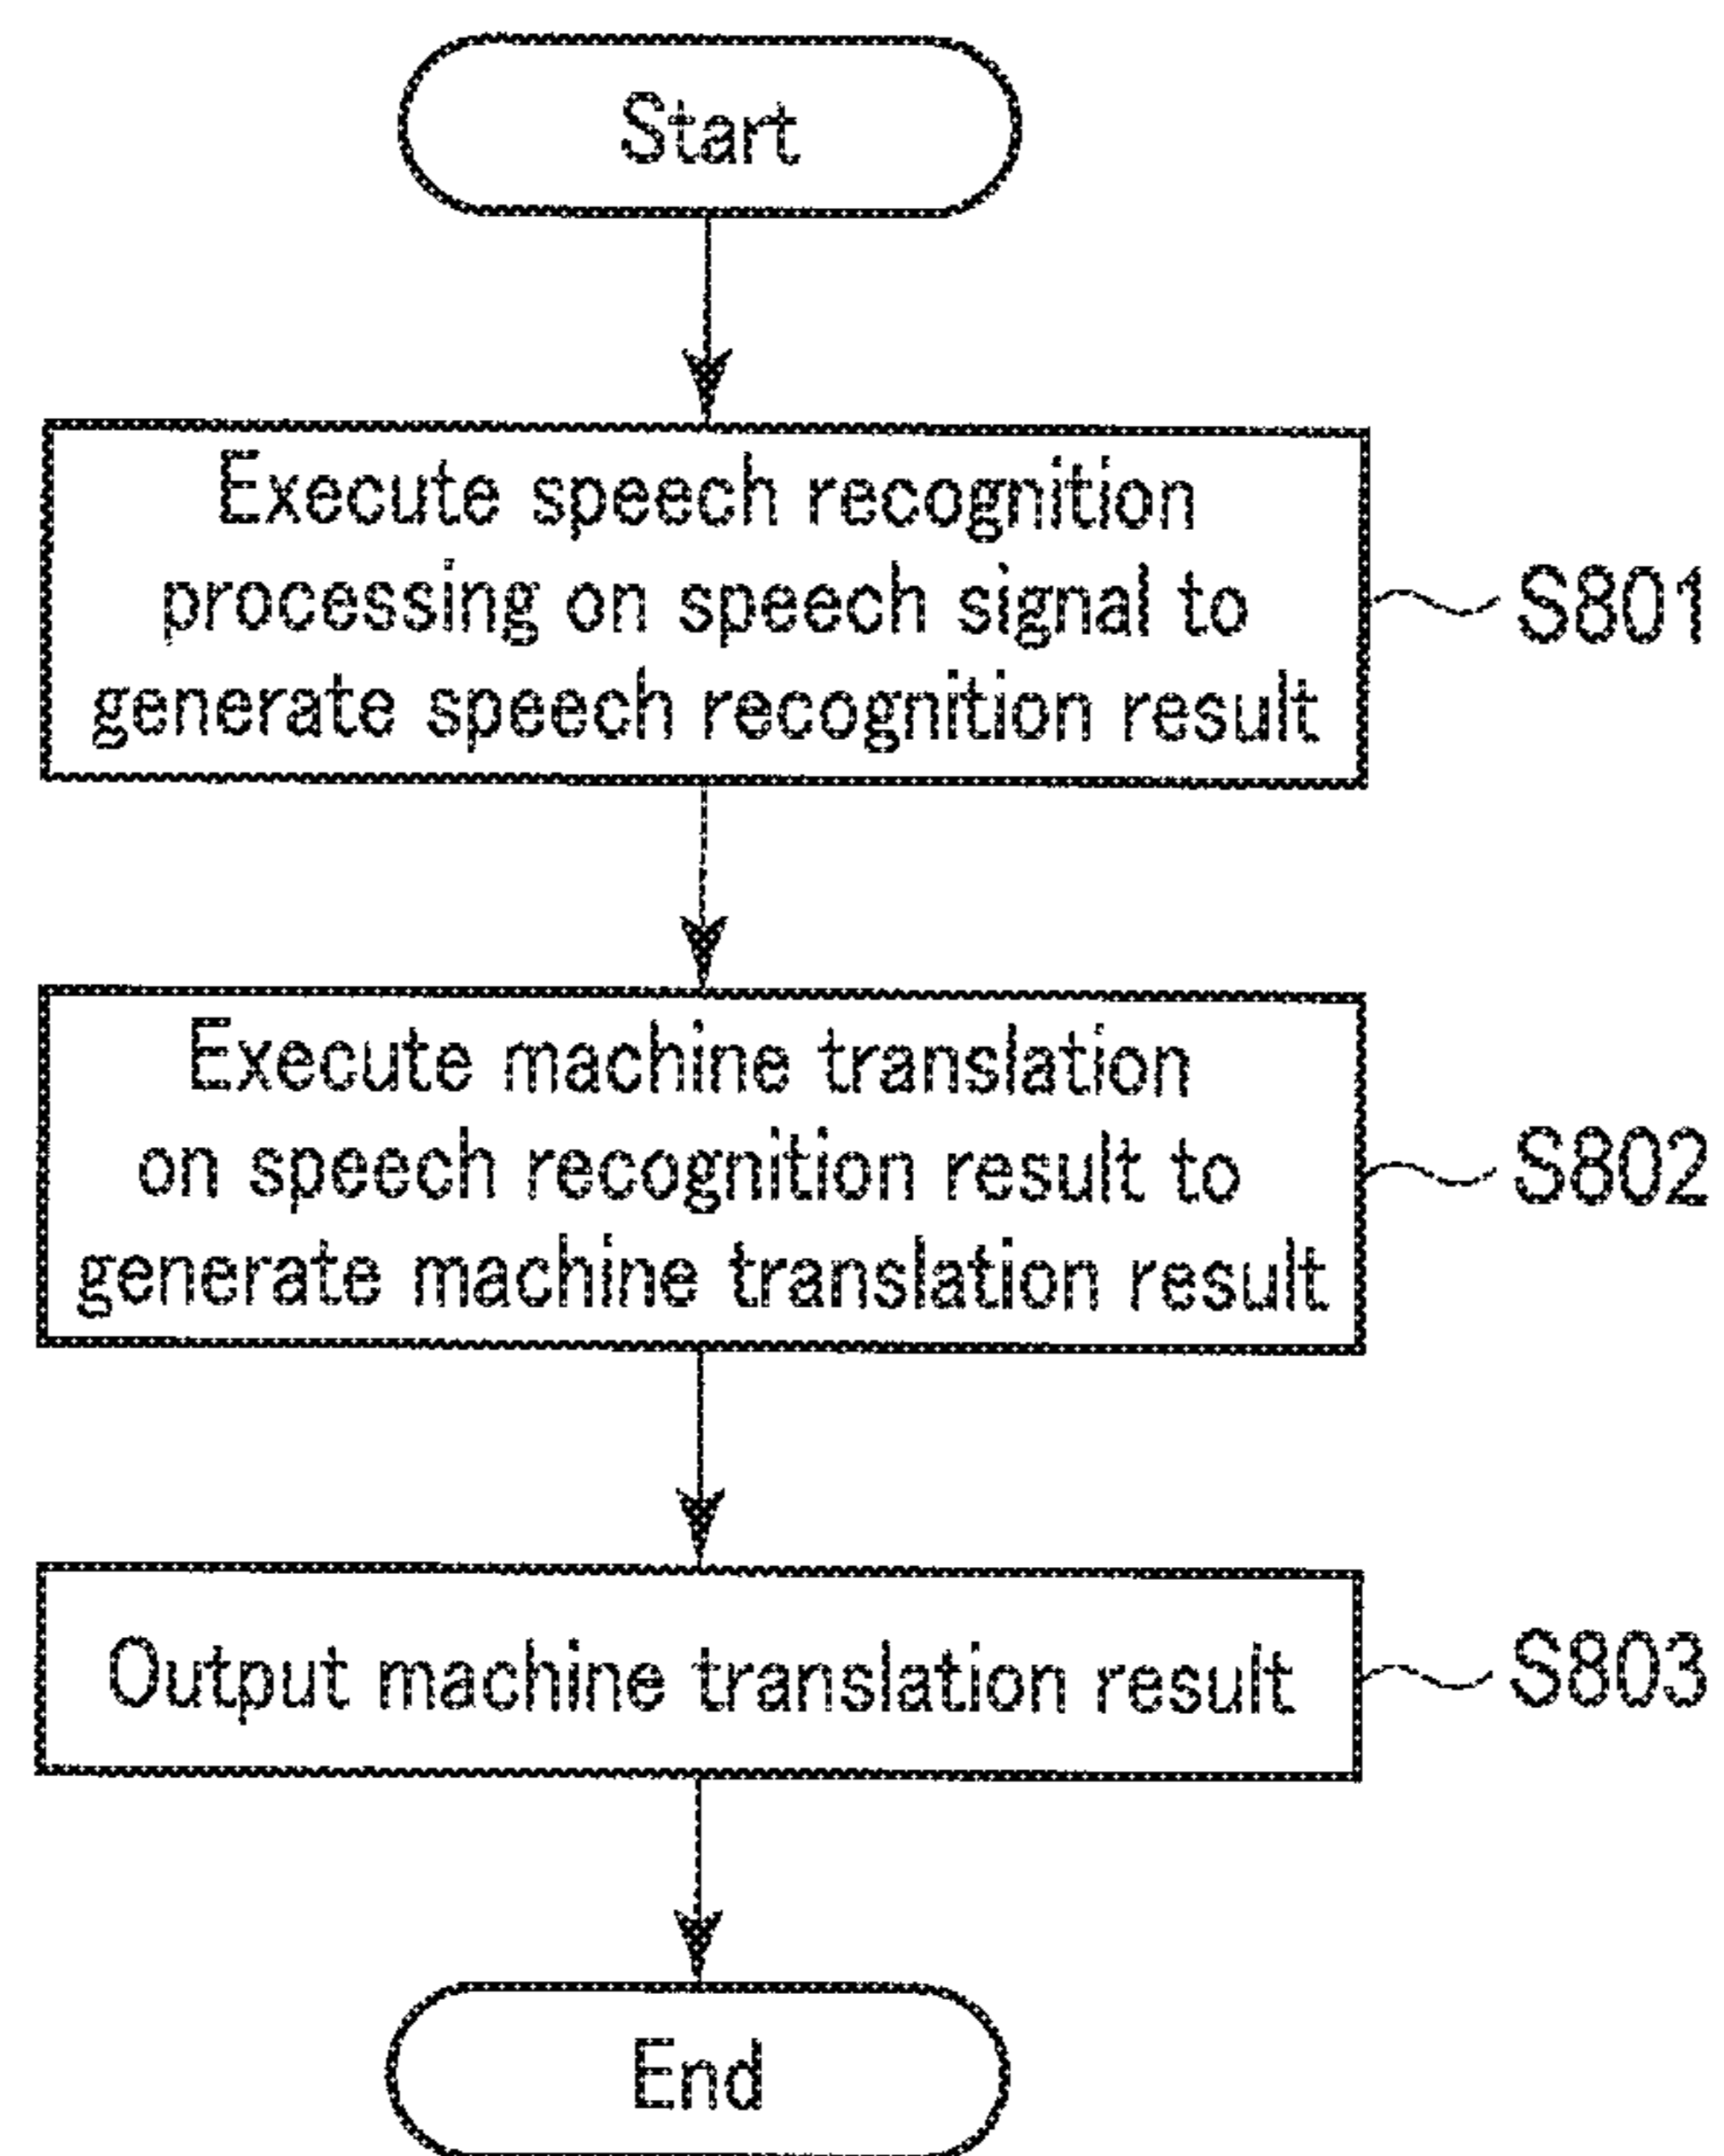 Start
Execute speech recognition
processing on speech signal to
generate speech recognition result
S801
Execute machine translation
on speech recognition result to
generate machine translation result
S802
Output machine translation result
S803
End